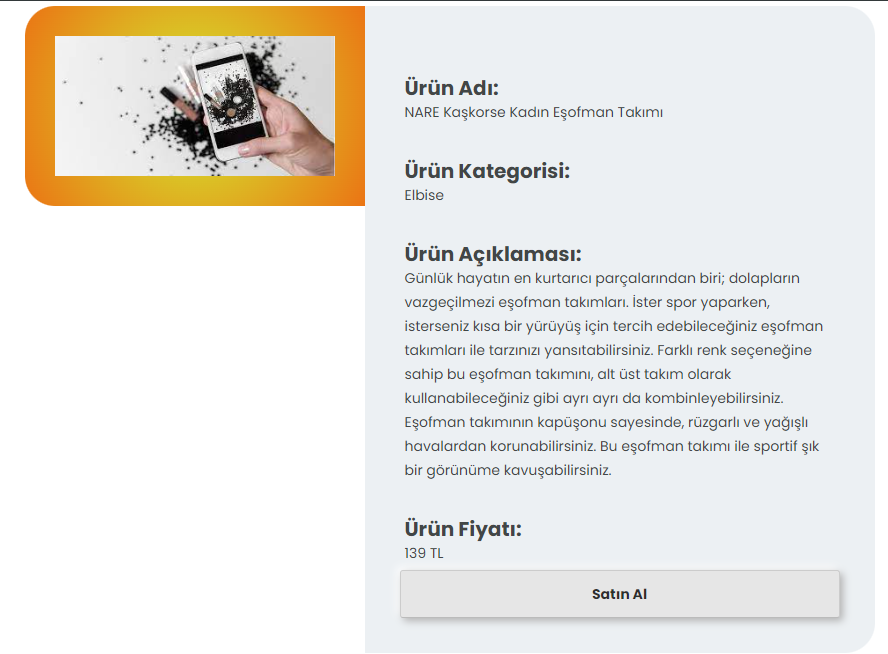 Ürün Adı:
NARE Kaşkorse Kadın Eşofman Takımı
Ürün Kategorisi:
Elbise
Ürün Açıklaması:
Günlük hayatın en kurtarıcı parçalarından biri; dolapların
vazgeçilmezi eşofman takımları. İster spor yaparken,
isterseniz kısa bir yürüyüş için tercih edebileceğiniz eşofman
takımları ile tarzınızı yansıtabilirsiniz. Farklı renk seçeneğine
sahip bu eşofman takımını, alt üst takım olarak
kullanabileceğiniz gibi ayrı ayrı da kombinleyebilirsiniz.
Eşofman takımının kapüşonu sayesinde, rüzgarlı ve yağışlı
havalardan korunabilirsiniz. Bu eşofman takımı ile sportif şık
bir görünüme kavuşabilirsiniz.
Ürün Fiyatı:
139 TL
Satın Al